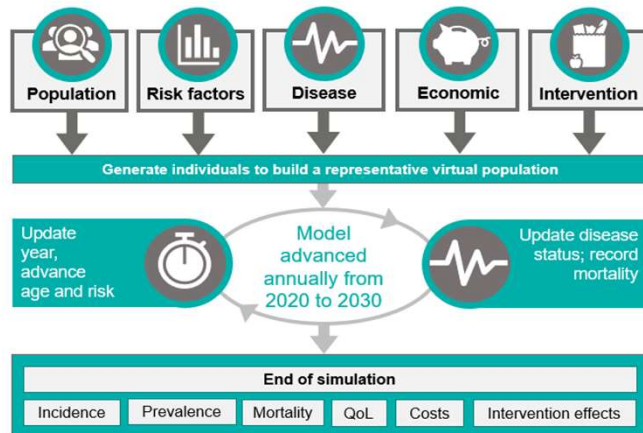 Population
Risk factors
Disease
Economic
Intervention
Generate individuals to build a representative virtual population
Update
year,
advance
age and risk
Model
advanced
annually from
2020 to 2030
Update disease
status; record
mortality
End of simulation
Incidence
Prevalence
Mortality
QoL
Costs
Intervention effects